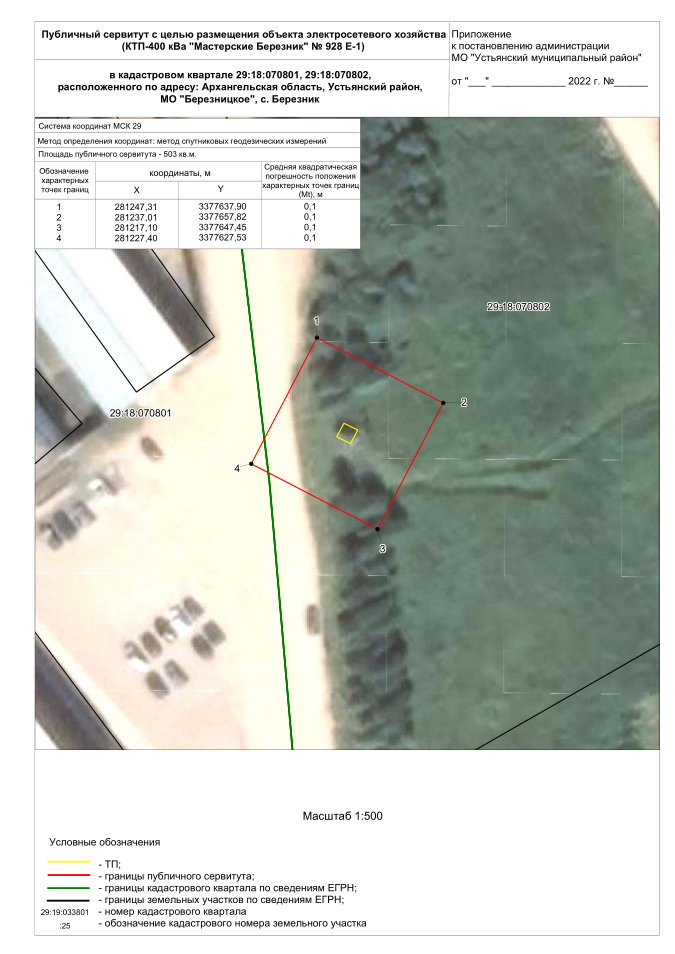 Публичный сервитут с целью размещения объекта электросетевого хозяйства
(КТП-400 кВа "Мастерские Березник" № 928 Е-1)
в кадастровом квартале 29:18:070801, 29:18:070802,
расположенного по адресу: Архангельская область, Устьянский район,
МО "Березницкое", с. Березник
Приложение
к постановлению администрации
МО "Устьянский муниципальный район"
от "___" _____________ 2022 г. №______
Система координат МСК 29
Метод определения координат: метод спутниковых геодезических измерений
Площадь публичного сервитута - 503 кв.м.
Обозначение характерных точек границ
координаты, м
X
Y
Средняя квадратическая погрешность положения характерных точек границ (Mt), м
1 281247,31 3377637,90 0,1
2 281237,01 3377657,82 0,1
3 281217,10 3377647,45 0,1
4 281227,40 3377627,53 0,1
29:18:070802
1
2
29:18:070801
4
3
Масштаб 1:500
Условные обозначения
- ТП;
- границы публичного сервитута;
- границы кадастрового квартала по сведениям ЕГРН;
- границы земельных участков по сведениям ЕГРН;
29:19:033801 - номер кадастрового квартала
:25 - обозначение кадастрового номера земельного участка